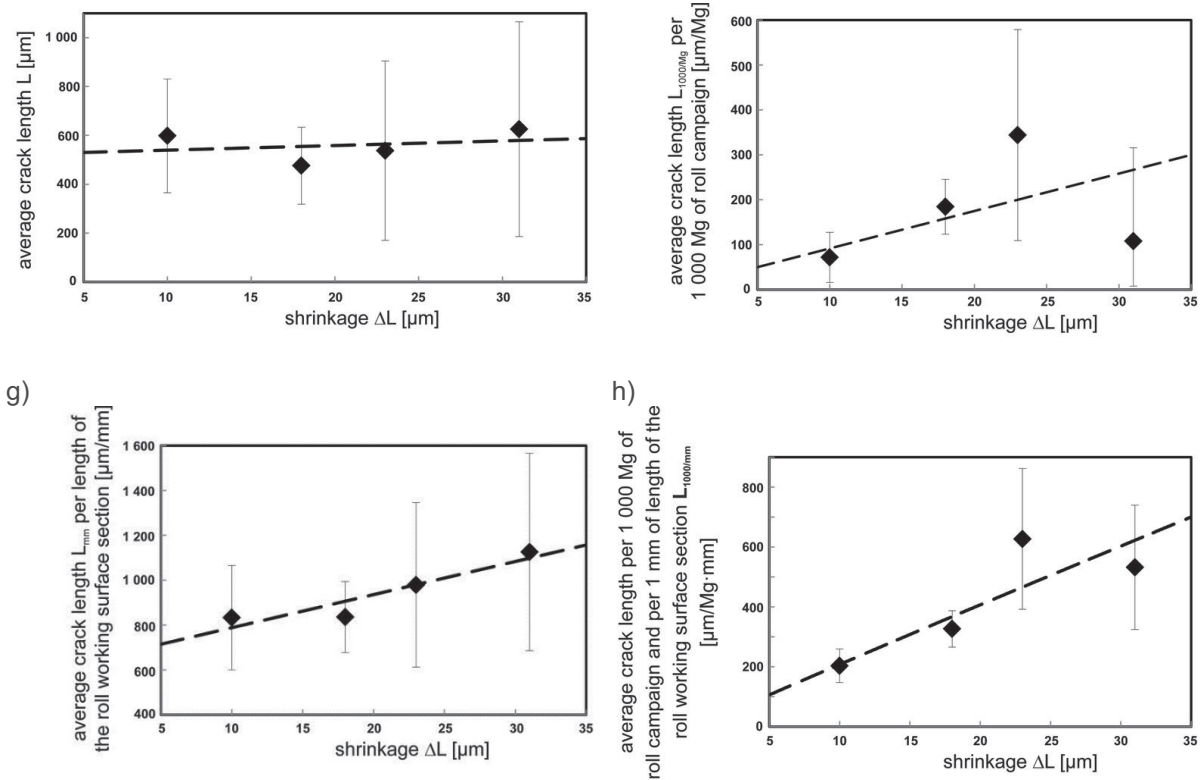 average crack length L [µm]
1 000
800
600
400
200
0
5 10 15 20 25 30 35
shrinkage ΔL [µm]
average crack length L1000/Mg per
1 000 Mg of roll campaign [µm/Mg]
600
500
400
300
200
100
0
5 10 15 20 25 30 35
shrinkage ΔL [µm]
g)
average crack length Lmm per length of
the roll working surface section [µm/mm]
1 600
1 400
1 200
1 000
800
600
400
5 10 15 20 25 30 35
shrinkage ΔL [µm]
h)
average crack length per 1 000 Mg of
roll campaign and per 1 mm of length of the
roll working surface section L1000/mm
[µm/Mg·mm]
800
600
400
200
0
5 10 15 20 25 30 35
shrinkage ΔL [µm]